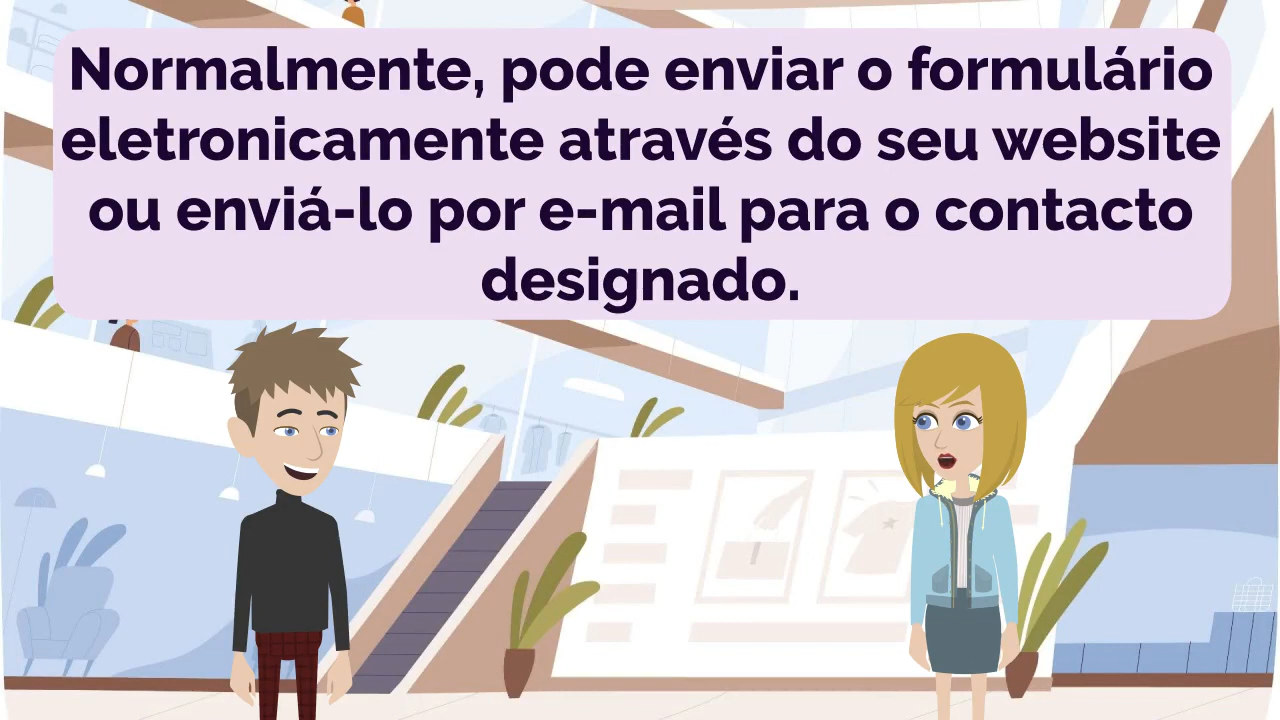 Normalmente, pode enviar o formulário
eletronicamente através do seu website
ou enviá-lo por e-mail para o contacto
designado.